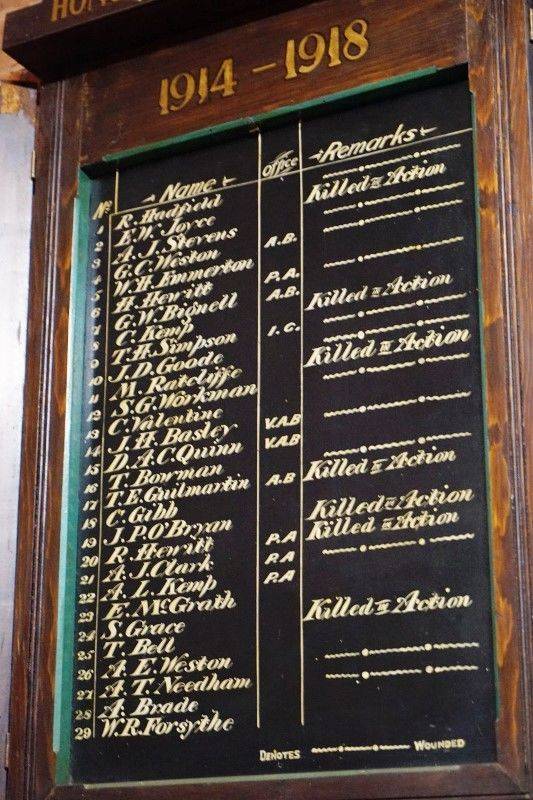 HONO
1914 – 1918
No. Name Office Remarks
1 R. Hadfield
2 E.W. Joyce Killed in Action
3 A. J. Stevens
4 G. C. Weston A.B.
5 W.H. Emmerton
6 H. Hewitt P.A.
7 G.W. Bignell A.B.
8 C. Kemp Killed in Action
9 T.H. Simpson I.C.
10 J.D. Goode
11 M. Ratcliffe Killed in Action
12 S.G. Workman
13 C. Valentine
14 J.H. Basley V.A.B
15 D.A.C. Quinn V.A.B
16 T. Bowman
17 T.E. Guilmartin A.B Killed in Action
18 C. Gibb
19 J.P. O'Bryan Killed in Action
20 R. Hewitt P.A Killed in Action
21 A. J. Clark P.A
22 A. L. Kemp P.A
23 E. McGrath
24 S. Grace Killed in Action
25 T. Bell
26 A. E. Weston
27 A. T. Needham
28 A. Brade
29 W.R. Forsythe
DENOTES WOUNDED